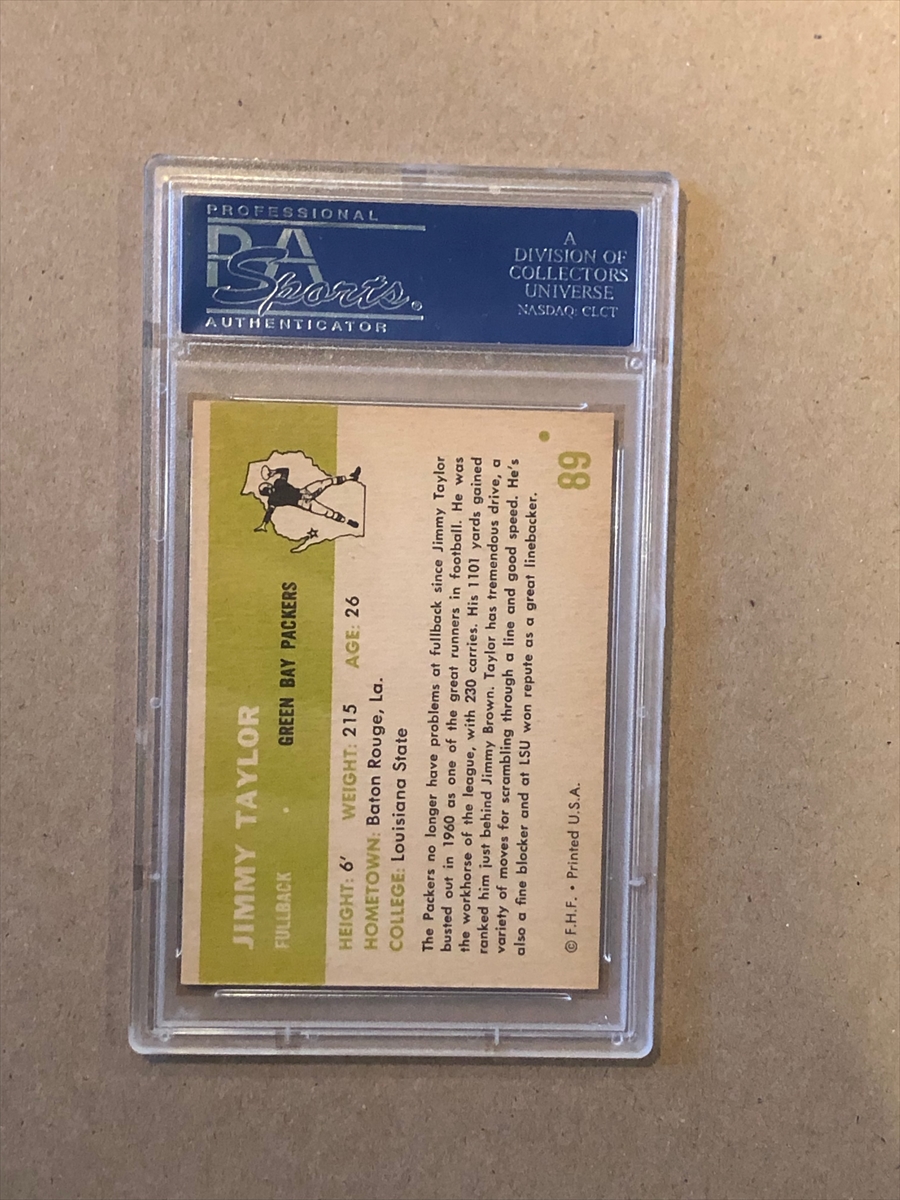 PROFESSIONAL
PSA
Sports
AUTHENTICATOR
A
DIVISION OF
COLLECTORS
UNIVERSE
NASDAQ: CLCT
JIMMY TAYLOR
FULLBACK
GREEN BAY PACKERS
HEIGHT: 6' WEIGHT: 215 AGE: 26
HOMETOWN: Baton Rouge, La.
COLLEGE: Louisiana State
The Packers no longer have problems at fullback since Jimmy Taylor
busted out in 1960 as one of the great runners in football. He was
the workhorse of the league, with 230 carries. His 1101 yards gained
ranked him just behind Jimmy Brown. Taylor has tremendous drive, a
variety of moves for scrambling through a line and good speed. He's
also a fine blocker and at LSU won repute as a great linebacker.
© F.H.F. • Printed U.S.A.
89